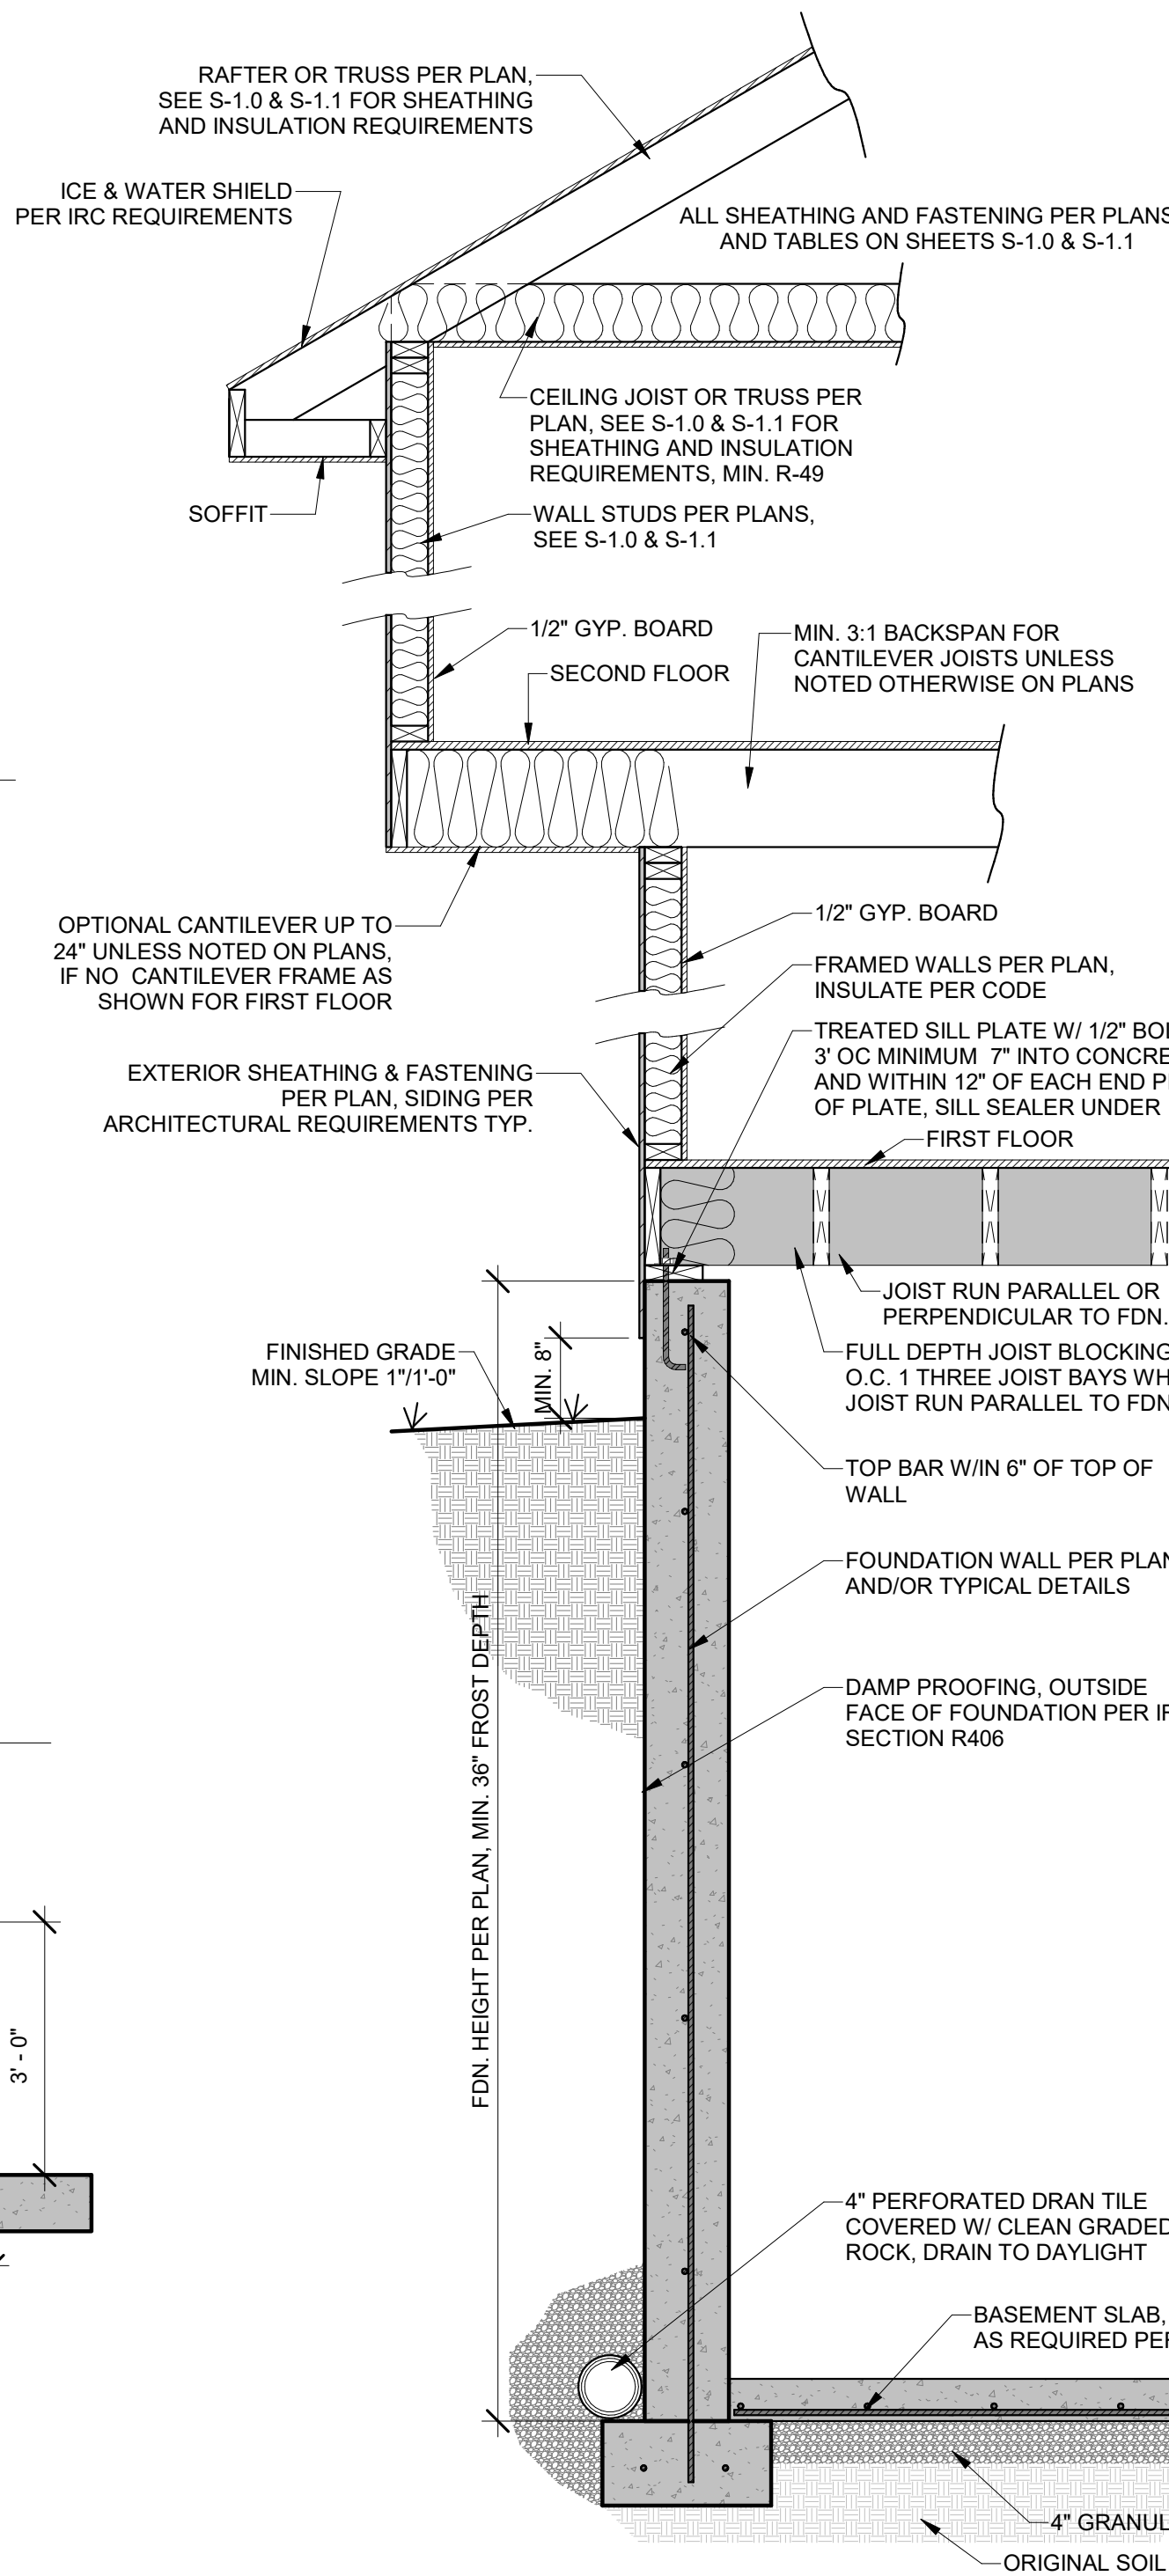 RAFTER OR TRUSS PER PLAN,
SEE S-1.0 & S-1.1 FOR SHEATHING
AND INSULATION REQUIREMENTS
ICE & WATER SHIELD
PER IRC REQUIREMENTS
ALL SHEATHING AND FASTENING PER PLANS
AND TABLES ON SHEETS S-1.0 & S-1.1
CEILING JOIST OR TRUSS PER
PLAN, SEE S-1.0 & S-1.1 FOR
SHEATHING AND INSULATION
REQUIREMENTS, MIN. R-49
SOFFIT
WALL STUDS PER PLANS,
SEE S-1.0 & S-1.1
1/2" GYP. BOARD
SECOND FLOOR
MIN. 3:1 BACKSPAN FOR
CANTILEVER JOISTS UNLESS
NOTED OTHERWISE ON PLANS
OPTIONAL CANTILEVER UP TO
24" UNLESS NOTED ON PLANS,
IF NO CANTILEVER FRAME AS
SHOWN FOR FIRST FLOOR
1/2" GYP. BOARD
FRAMED WALLS PER PLAN,
INSULATE PER CODE
TREATED SILL PLATE W/ 1/2"
3' OC MINIMUM 7" INTO
AND WITHIN 12" OF EACH END
OF PLATE, SILL SEALER UNDER
EXTERIOR SHEATHING & FASTENING
PER PLAN, SIDING PER
ARCHITECTURAL REQUIREMENTS TYP.
FIRST FLOOR
JOIST RUN PARALLEL OR
PERPENDICULAR TO FDN.
FINISHED GRADE
MIN. SLOPE 1"/1'-0"
MIN. 8"
FULL DEPTH JOIST BLOCKING
O.C. 1 THREE JOIST BAYS
JOIST RUN PARALLEL TO FDN
TOP BAR W/IN 6" OF TOP OF
WALL
FOUNDATION WALL PER PLAN
AND/OR TYPICAL DETAILS
FDN. HEIGHT PER PLAN, MIN. 36" FROST DEPTH
DAMP PROOFING, OUTSIDE
FACE OF FOUNDATION PER
SECTION R406
3' - 0"
4" PERFORATED DRAN TILE
COVERED W/ CLEAN GRADED
ROCK, DRAIN TO DAYLIGHT
BASEMENT SLAB,
AS REQUIRED PER
4"
ORIGINAL SOIL